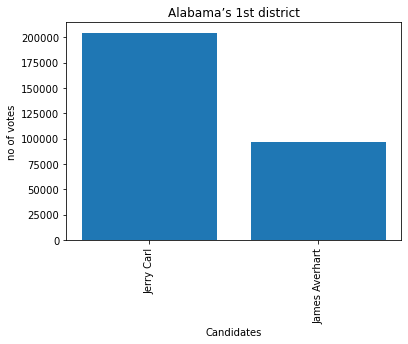 Alabama’s 1st district
no of votes
200000
175000
150000
125000
100000
75000
50000
25000
0
Jerry Carl
James Averhart
Candidates